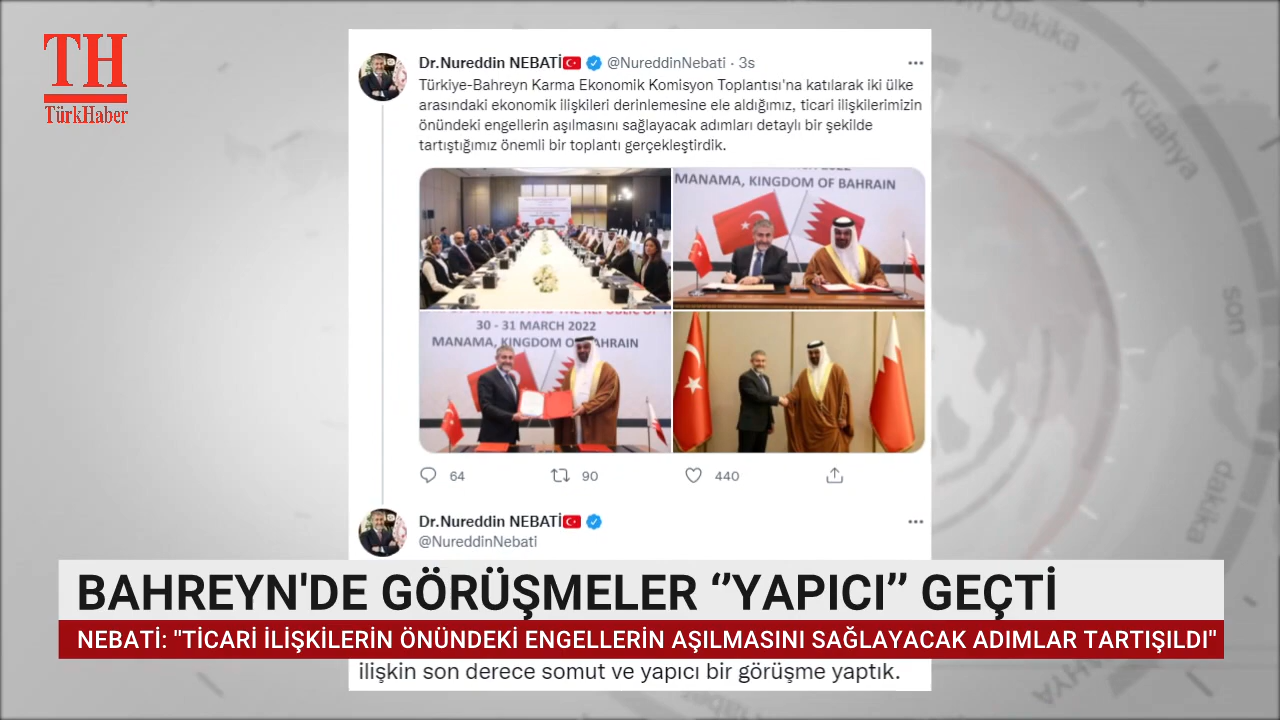 TH
TürkHaber
Dr.Nureddin NEBATİ @NureddinNebati · 3s
Türkiye-Bahreyn Karma Ekonomik Komisyon Toplantısı'na katılarak iki ülke
arasındaki ekonomik ilişkileri derinlemesine ele aldığımız, ticari ilişkilerimizin
önündeki engellerin aşılmasını sağlayacak adımları detaylı bir şekilde
tartıştığımız önemli bir toplantı gerçekleştirdik.
MANAMA, KINGDOM OF BAHRAIN
30 - 31 MARCH 2022
MANAMA, KINGDOM OF BAHRAIN
64 90 440
Dr.Nureddin NEBATİ
@NureddinNebati
BAHREYN'DE GÖRÜŞMELER ‘’YAPICI’’ GEÇTİ
NEBATİ: "TİCARİ İLİŞKİLERİN ÖNÜNDEKİ ENGELLERİN AŞILMASINI SAĞLAYACAK ADIMLAR TARTIŞILDI"
ilişkin son derece somut ve yapıcı bir görüşme yaptık.
Dakika
Kütahya
son
dakika